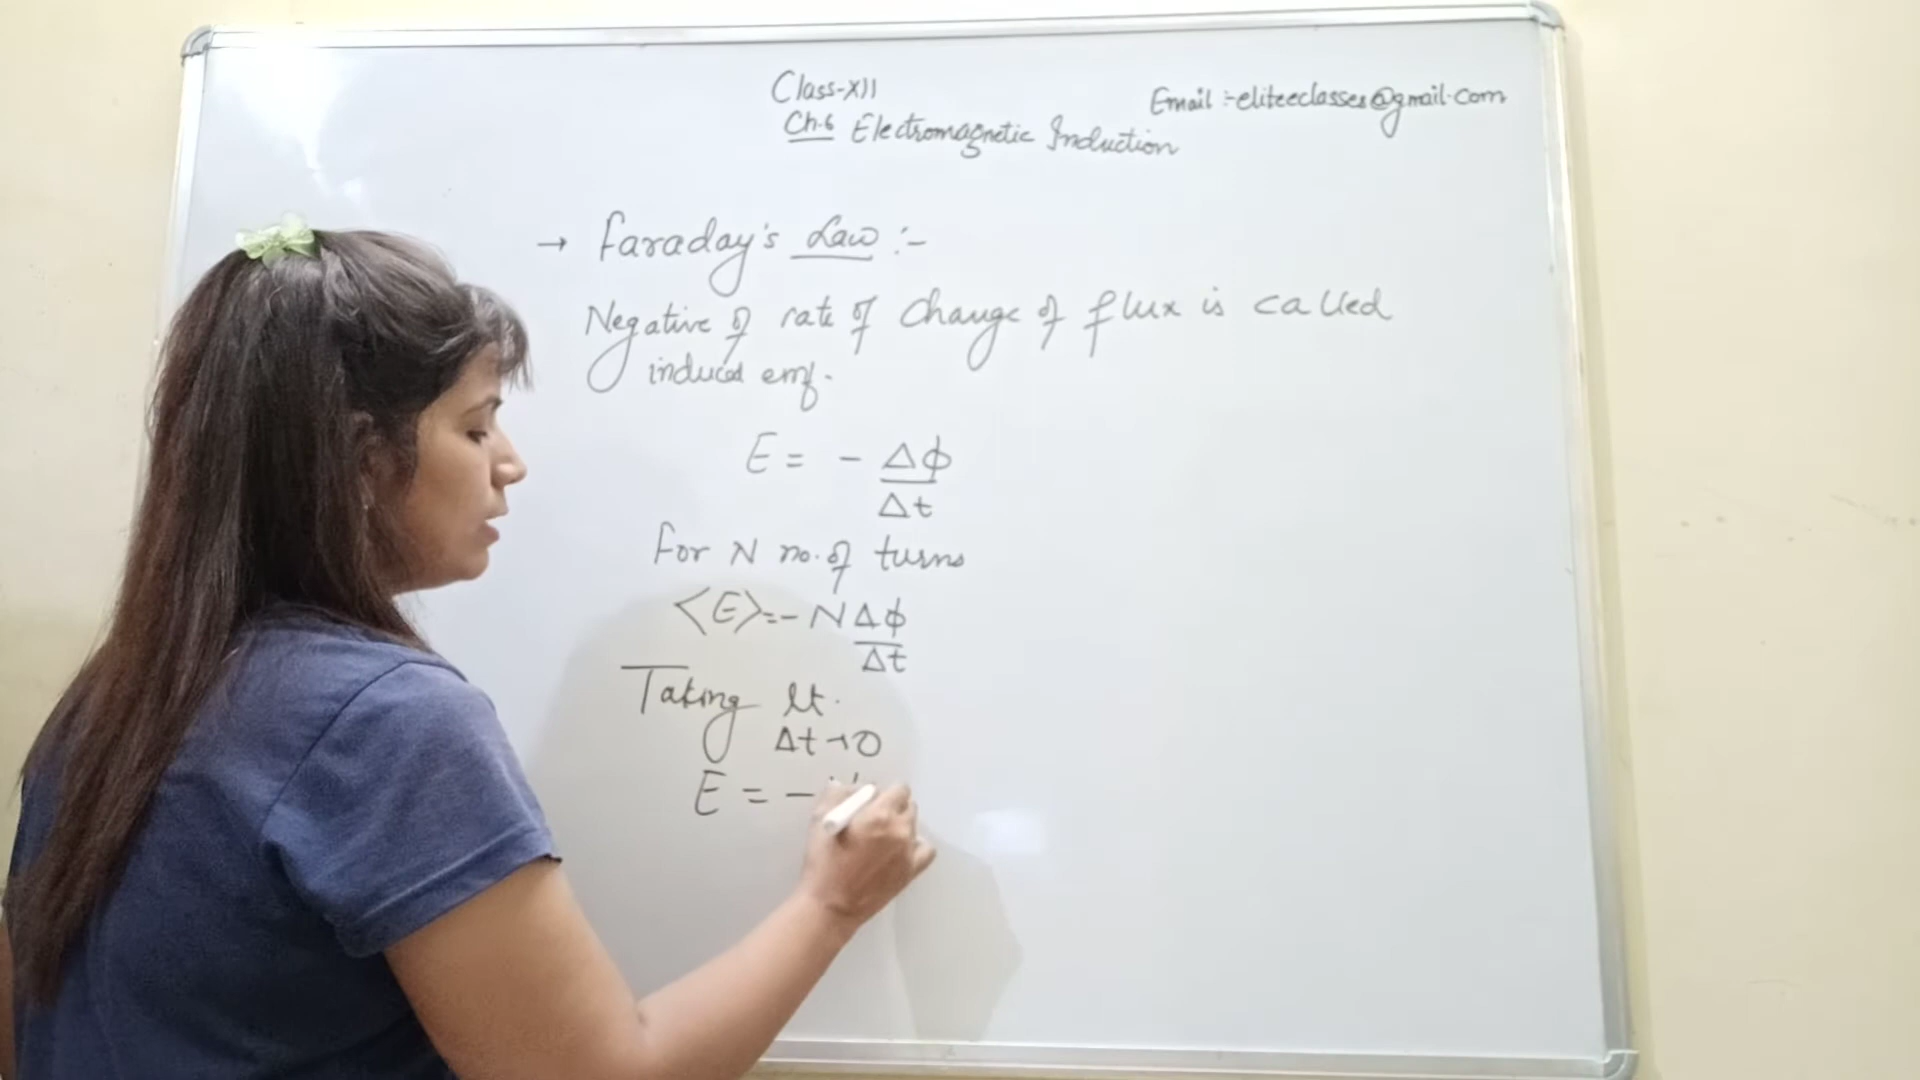 Class-XII
Ch.6 Electromagnetic Induction
Email :-eliteeclasses@gmail.com
→ Faraday's Law :-
Negative of rate of Change of flux is called
induced emf.
E = - Δϕ
Δt
For N no. of turns
<E>=- N Δϕ
Δt
Taking lt.
Δt→0
E = -